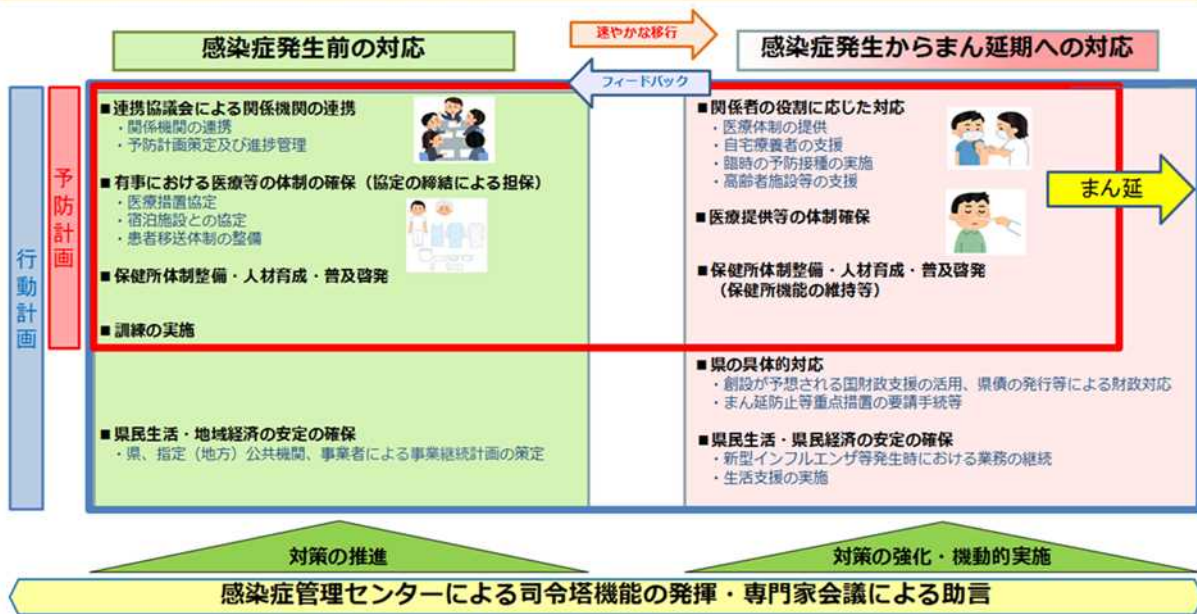 感染症発生前の対応
速やかな移行
感染症発生からまん延期への対応
フィードバック
行動計画
予防計画
■連携協議会による関係機関の連携
・関係機関の連携
・予防計画策定及び進捗管理
■有事における医療等の体制の確保（協定の締結による担保）
・医療措置協定
・宿泊施設との協定
・患者移送体制の整備
■保健所体制整備・人材育成・普及啓発
■訓練の実施
■県民生活・地域経済の安定の確保
・県、指定（地方）公共機関、事業者による事業継続計画の策定
■関係者の役割に応じた対応
・医療体制の提供
・自宅療養者の支援
・臨時の予防接種の実施
・高齢者施設等の支援
■医療提供等の体制確保
■保健所体制整備・人材育成・普及啓発
（保健所機能の維持等）
まん延
■県の具体的対応
・創設が予想される国財政支援の活用、県債の発行等による財政対応
・まん延防止等重点措置の要請手続等
■県民生活・県民経済の安定の確保
・新型インフルエンザ等発生時における業務の継続
・生活支援の実施
対策の推進
対策の強化・機動的実施
感染症管理センターによる司令塔機能の発揮・専門家会議による助言